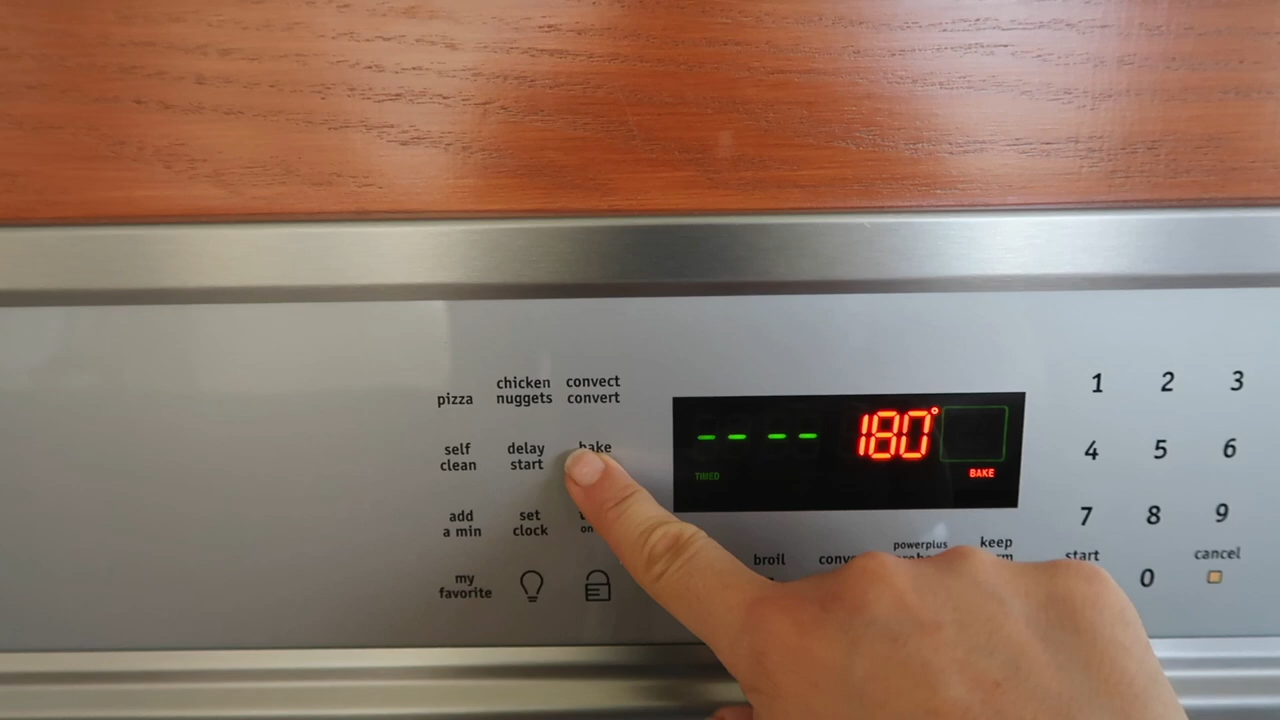 pizza
chicken
nuggets
convect
convert
self
clean
delay
start
bake
add
a min
set
clock
my
favorite
180°
TIMED
BAKE
broil
powerplus
keep
start
cancel
1 2 3
4 5 6
7 8 9
0